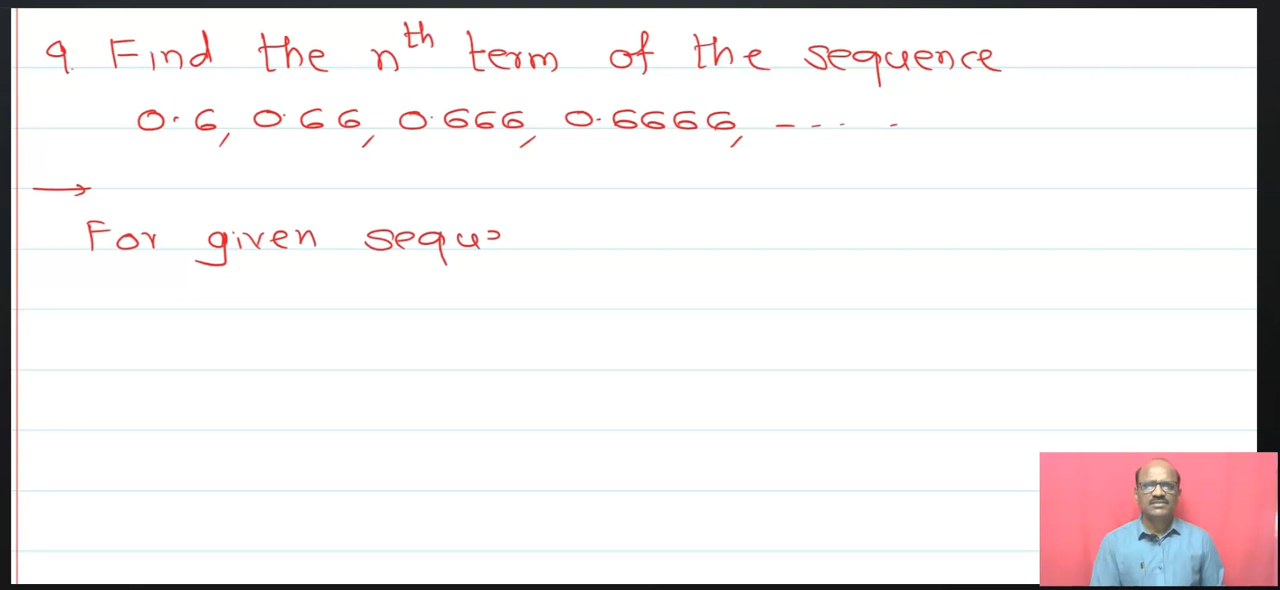 9. Find the nth term of the sequence
0.6, 0.66, 0.666, 0.6666, -----
→
For given sequ